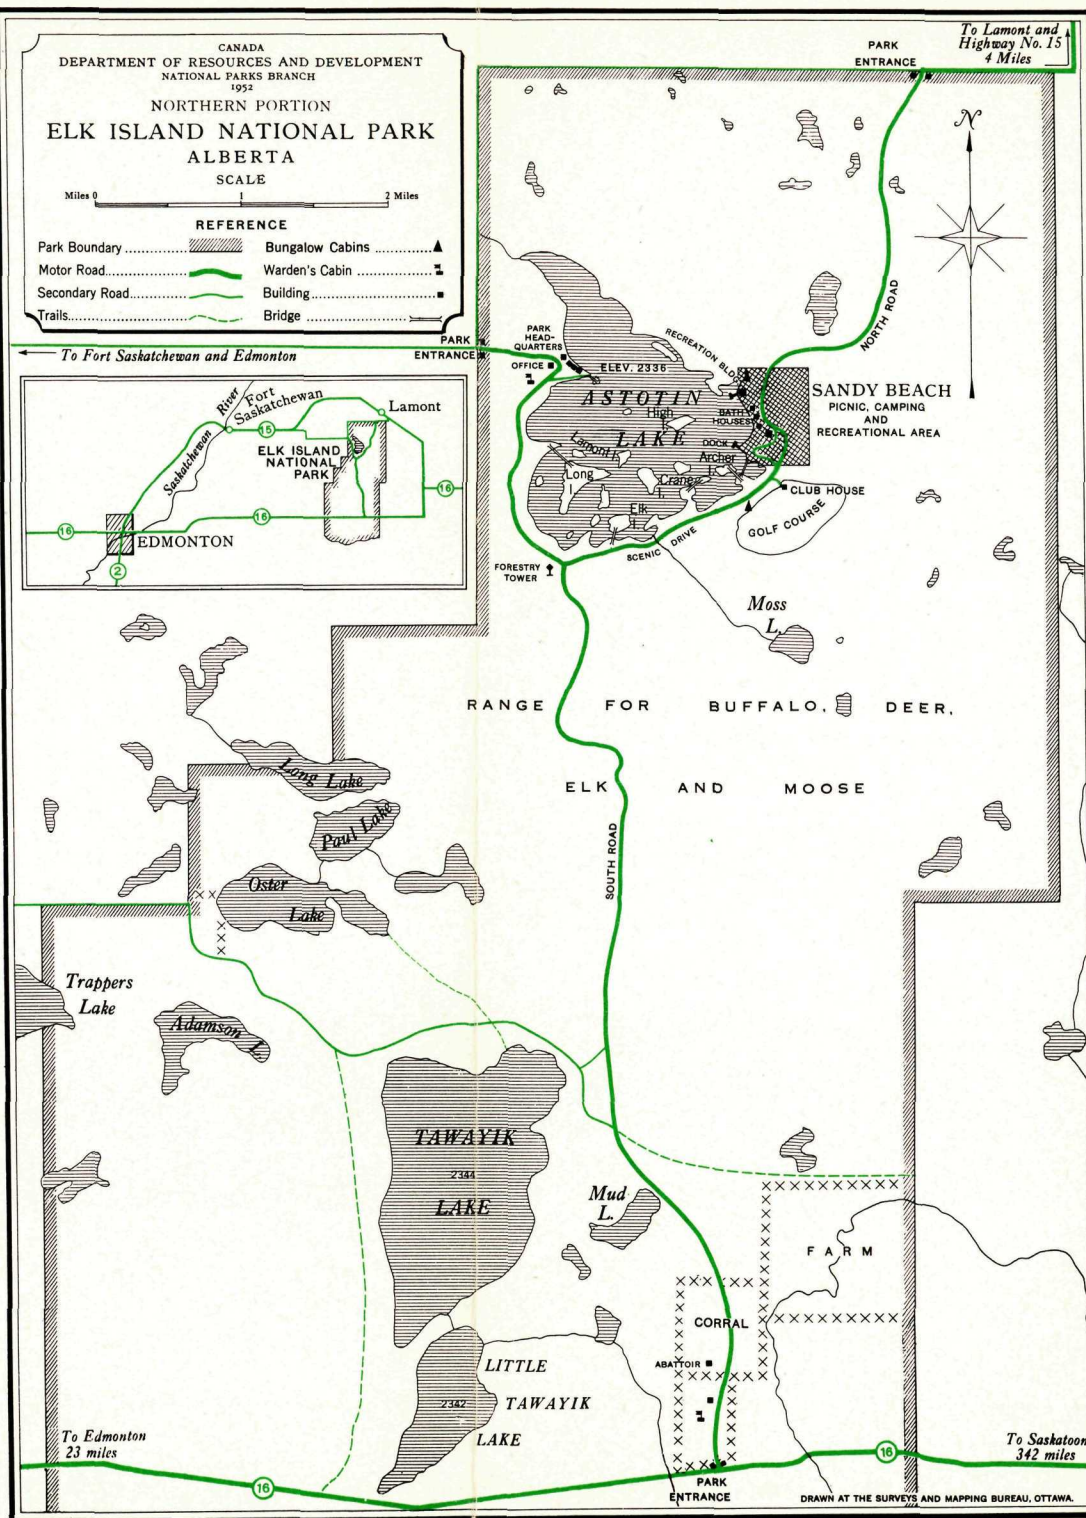 CANADA
DEPARTMENT OF RESOURCES AND DEVELOPMENT
NATIONAL PARKS BRANCH
1952
NORTHERN PORTION
ELK ISLAND NATIONAL PARK
ALBERTA
SCALE
Miles 0 1 2 Miles
REFERENCE
Park Boundary
Motor Road
Secondary Road
Trails
Bungalow Cabins
Warden's Cabin
Building
Bridge
To Lamont and
Highway No. 15
4 Miles
PARK
ENTRANCE
N
NORTH ROAD
PARK
ENTRANCE
To Fort Saskatchewan and Edmonton
PARK
HEAD-
QUARTERS
OFFICE
RECREATION BLDG
ELEV. 2336
ASTOTIN
LAKE
High
I.
BATH
HOUSES
DOCK
Lamont I.
Archer
I.
Long
I.
Crane
I.
Elk
I.
SANDY BEACH
PICNIC, CAMPING
AND
RECREATIONAL AREA
CLUB HOUSE
GOLF COURSE
SCENIC DRIVE
FORESTRY
TOWER
River
Fort
Saskatchewan
Lamont
15
Saskatchewan
ELK ISLAND
NATIONAL
PARK
16
16
16
EDMONTON
2
Moss
L.
RANGE FOR BUFFALO, DEER,
ELK AND MOOSE
Long Lake
Paul Lake
SOUTH ROAD
Oster
Lake
Trappers
Lake
Adamson L.
TAWAYIK
2344
LAKE
Mud
L.
FARM
CORRAL
ABATTOIR
LITTLE
2342
TAWAYIK
LAKE
To Edmonton
23 miles
16
16
To Saskatoon
342 miles
PARK
ENTRANCE
DRAWN AT THE SURVEYS AND MAPPING BUREAU, OTTAWA.